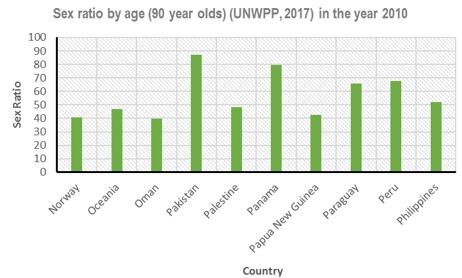 Sex ratio by age (90 year olds) (UNWPP, 2017) in the year 2010
100
90
80
70
60
50
40
30
20
10
0
Sex Ratio
Norway
Oceania
Oman
Pakistan
Palestine
Panama
Papua New Guinea
Paraguay
Peru
Philippines
Country